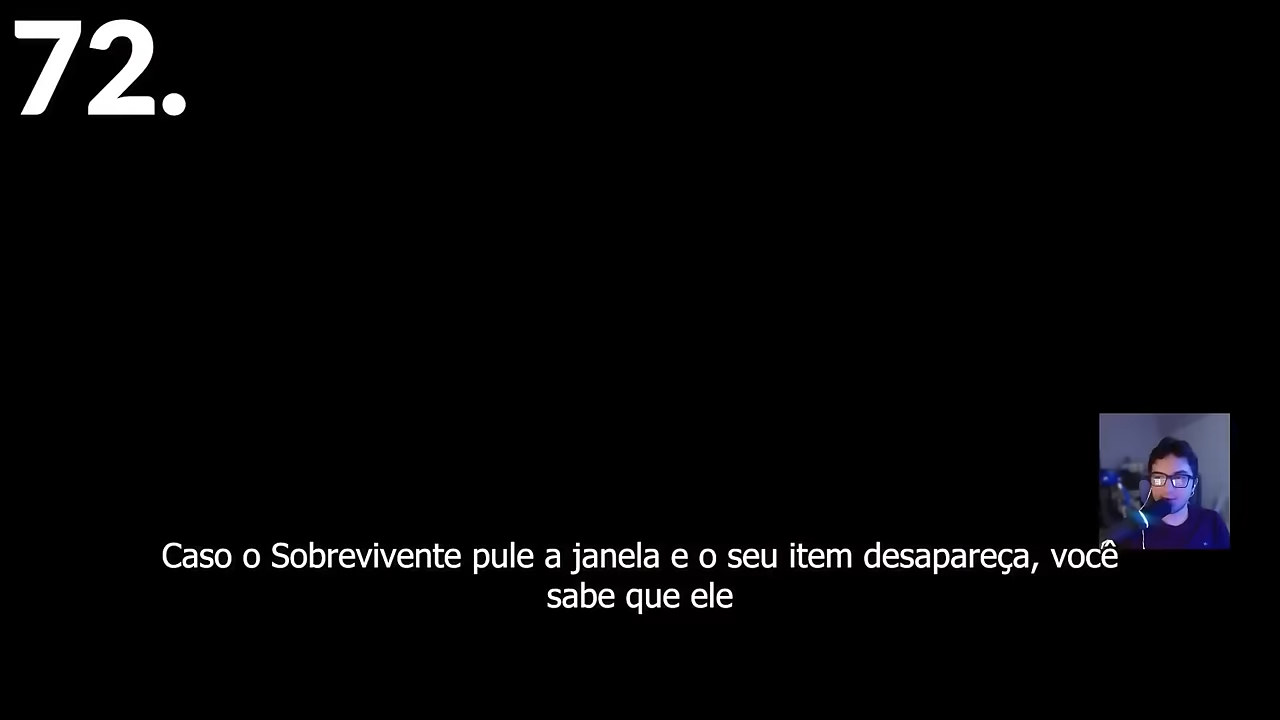 72.
Caso o Sobrevivente pule a janela e o seu item desapareça, você
sabe que ele